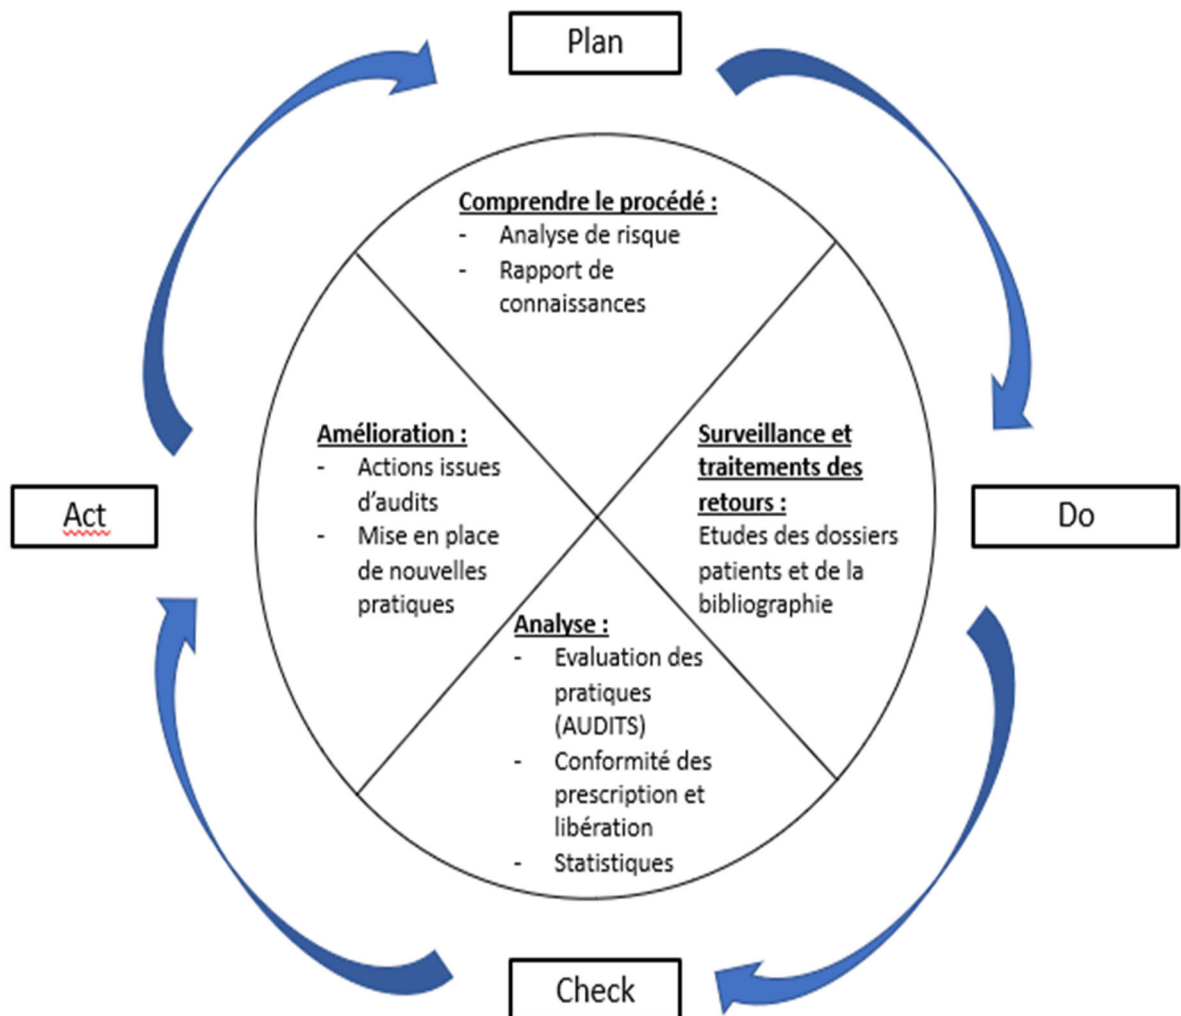 Plan
Comprendre le procédé :
- Analyse de risque
- Rapport de
connaissances
Amélioration :
- Actions issues
d'audits
- Mise en place
de nouvelles
pratiques
Surveillance et
traitements des
retours :
Etudes des dossiers
patients et de la
bibliographie
Act
Do
Analyse :
- Evaluation des
pratiques
(AUDITS)
- Conformité des
prescription et
libération
- Statistiques
Check